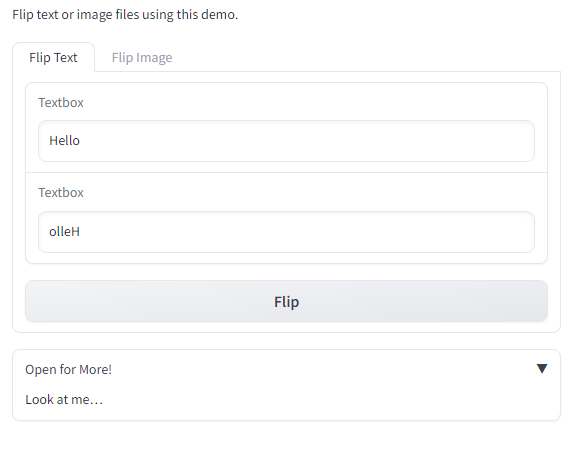 Flip text or image files using this demo.
Flip Text
Flip Image
Textbox
Hello
Textbox
olleH
Flip
Open for More!
Look at me…